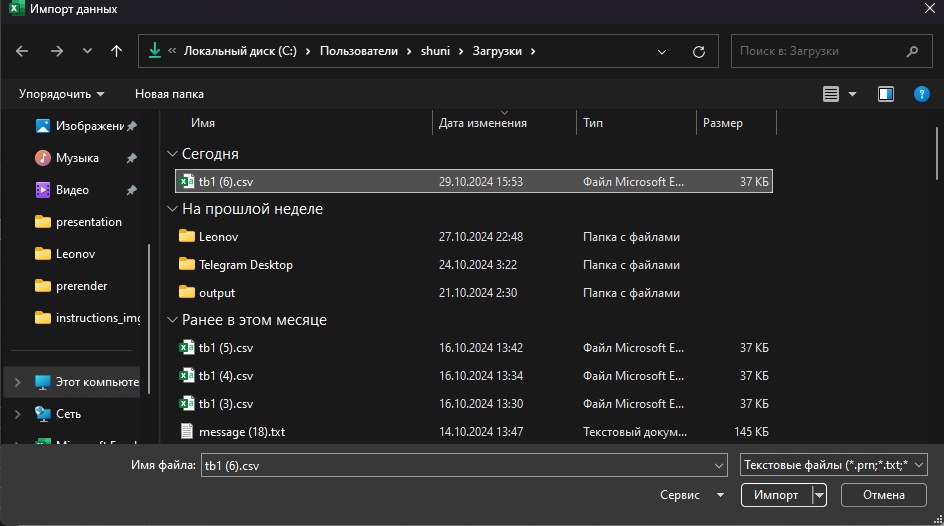 Импорт данных
Локальный диск (C:) › Пользователи › shuni › Загрузки ›
Поиск в: Загрузки
Упорядочить Новая папка
Имя Дата изменения Тип Размер
Изображени
Музыка
Видео
presentation
Leonov
prerender
instructions_img
Этот компьюте
Сеть
Сегодня
tb1 (6).csv 29.10.2024 15:53 Файл Microsoft E... 37 КБ
На прошлой неделе
Leonov 27.10.2024 22:48 Папка с файлами
Telegram Desktop 24.10.2024 3:22 Папка с файлами
output 21.10.2024 2:30 Папка с файлами
Ранее в этом месяце
tb1 (5).csv 16.10.2024 13:42 Файл Microsoft E... 37 КБ
tb1 (4).csv 16.10.2024 13:34 Файл Microsoft E... 37 КБ
tb1 (3).csv 16.10.2024 13:30 Файл Microsoft E... 37 КБ
message (18).txt 14.10.2024 13:47 Текстовый докум... 145 КБ
Имя файла: tb1 (6).csv Текстовые файлы (*.prn;*.txt;*
Сервис Импорт Отмена